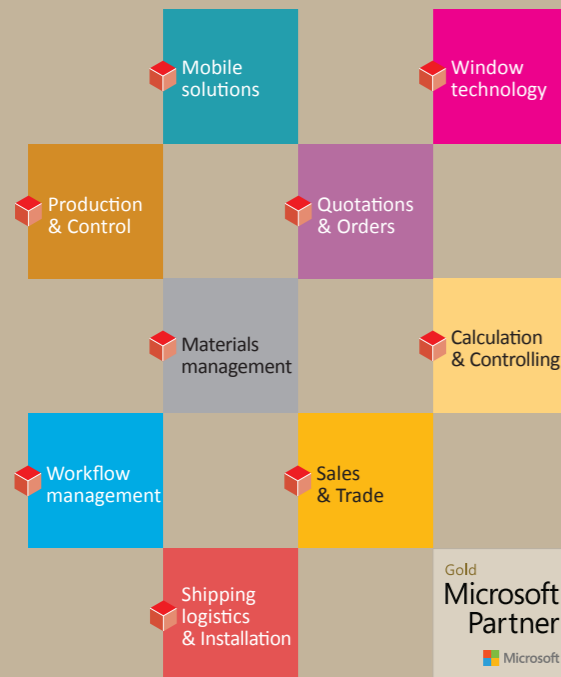 Mobile
solutions
Window
technology
Production
& Control
Quotations
& Orders
Materials
management
Calculation
& Controlling
Workflow
management
Sales
& Trade
Shipping
logistics
& Installation
Gold
Microsoft
Partner
Microsoft